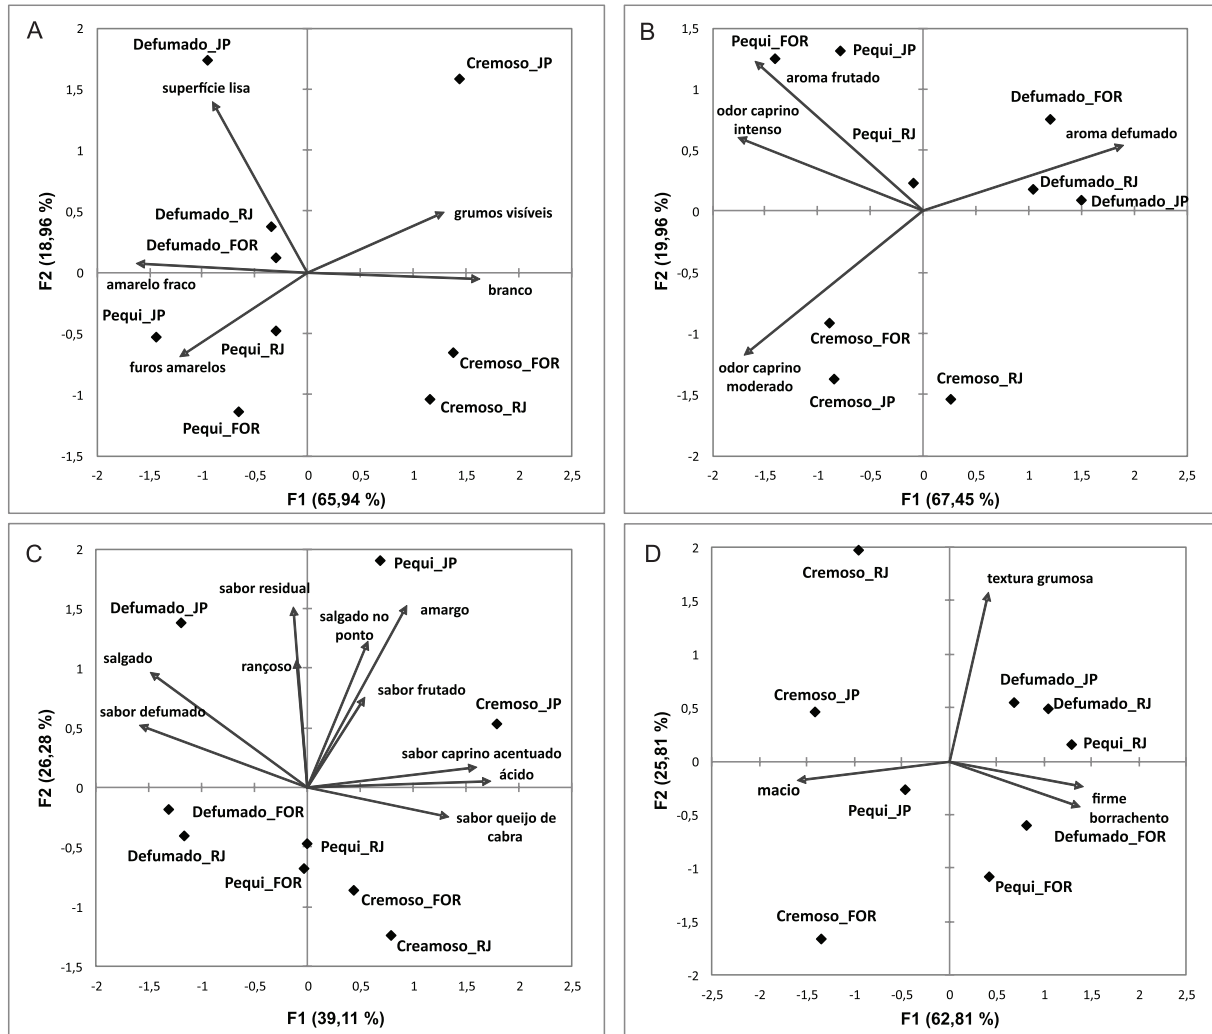 A
2
1,5
1
0,5
0
-0,5
-1
-1,5
F2 (18,96 %)
Defumado_JP
Cremoso_JP
superfície lisa
grumos visíveis
Defumado_RJ
Defumado_FOR
amarelo fraco
branco
Pequi_JP
Pequi_RJ
furos amarelos
Cremoso_FOR
Cremoso_RJ
Pequi_FOR
-2 1,5 -1 -0,5 0 0,5 1 1,5 2 2,5
F1 (65,94 %)
B
1,5
1
0,5
0
-0,5
-1
-1,5
-2
F2 (19,96 %)
Pequi_FOR
Pequi_JP
aroma frutado
Defumado_FOR
odor caprino
intenso
Pequi_RJ
aroma defumado
Defumado_RJ
Defumado_JP
Cremoso_FOR
odor caprino
moderado
Cremoso_RJ
Cremoso_JP
-2 1,5 -1 -0,5 0 0,5 1 1,5 2 2,5
F1 (67,45 %)
C
2
1,5
1
0,5
0
-0,5
-1
-1,5
F2 (26,28 %)
Pequi_JP
sabor residual
Defumado_JP
salgado no
ponto
amargo
salgado
rançoso
sabor frutado
Cremoso_JP
sabor defumado
sabor caprino acentuado
ácido
Defumado_FOR
sabor queijo de
cabra
Defumado_RJ
Pequi_RJ
Pequi_FOR
Cremoso_FOR
Creamoso_RJ
-2 1,5 -1 -0,5 0 0,5 1 1,5 2 2,5
F1 (39,11 %)
D
2
1,5
1
0,5
0
-0,5
-1
-1,5
-2
F2 (25,81 %)
Cremoso_RJ
textura grumosa
Cremoso_JP
Defumado_JP
Defumado_RJ
Pequi_RJ
macio
Pequi_JP
firme
borrachento
Defumado_FOR
Pequi_FOR
Cremoso_FOR
-2,5 -2 1,5 -1 -0,5 0 0,5 1 1,5 2 2,5
F1 (62,81 %)